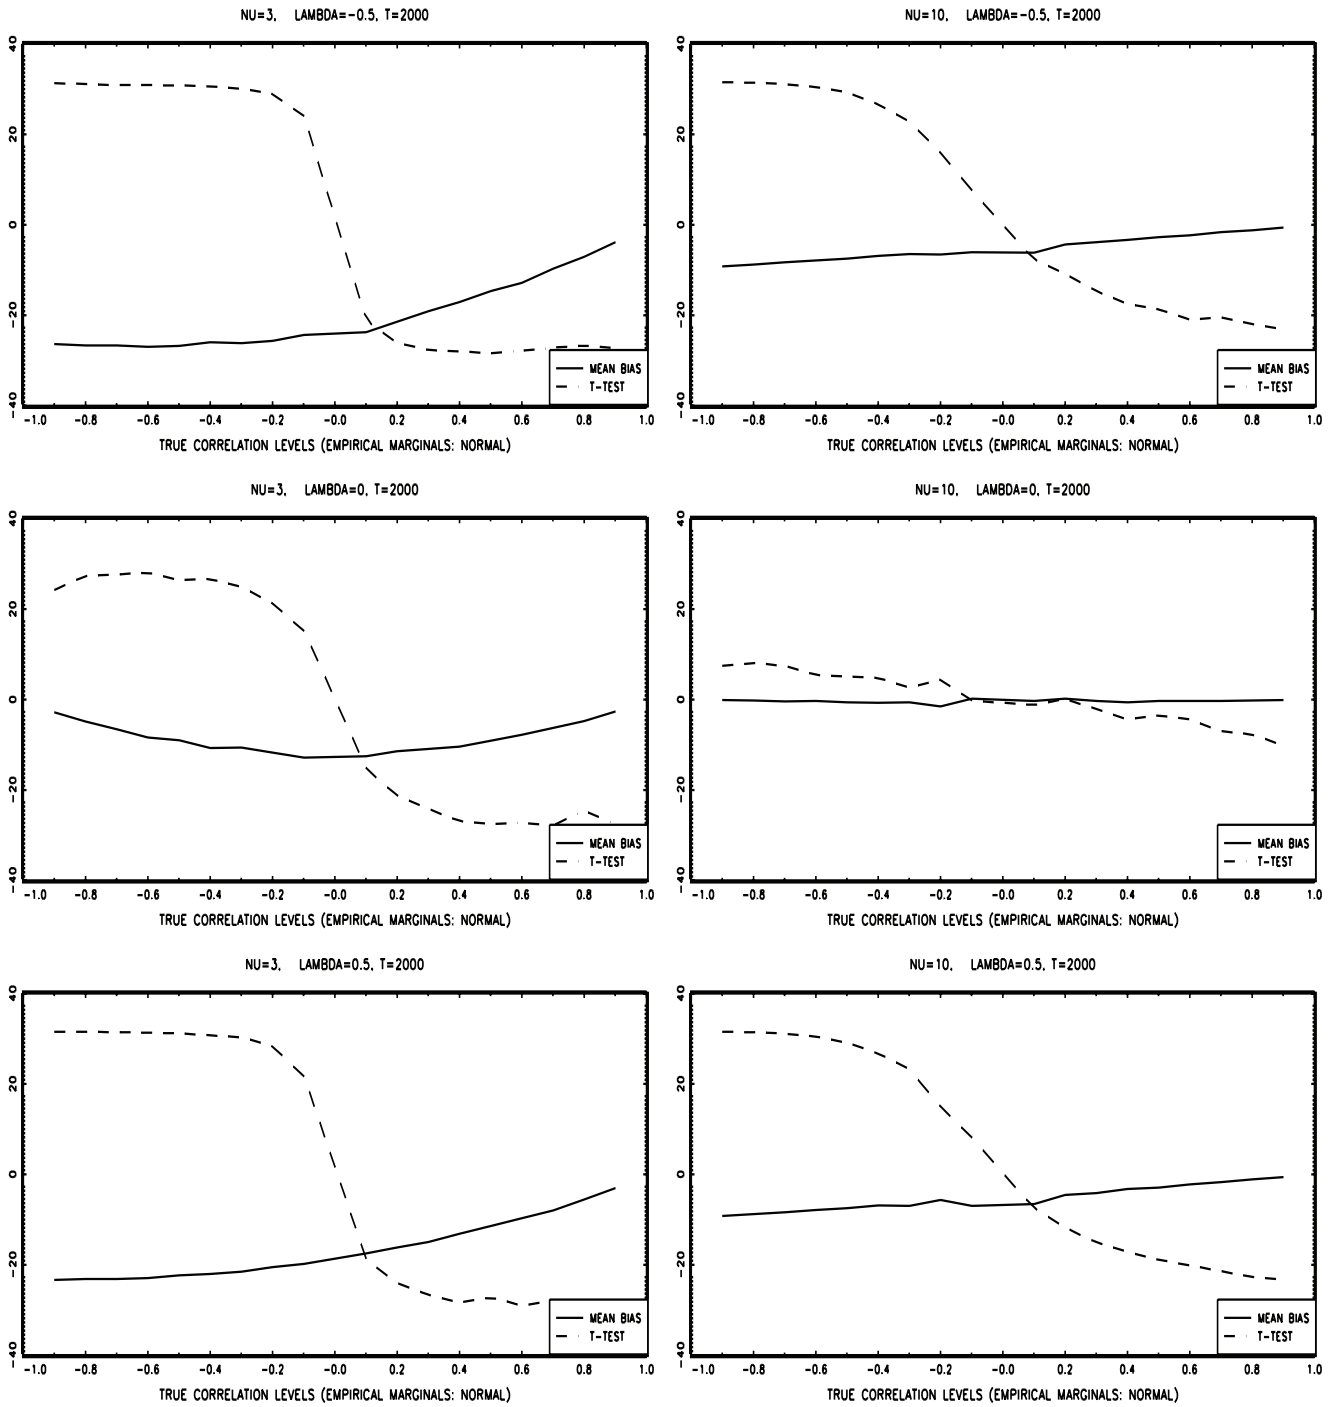 NU=3, LAMBDA=-0.5, T=2000
40
20
0
-20
-40
-1.0 -0.8 -0.6 -0.4 -0.2 -0.0 0.2 0.4 0.6 0.8 1.0
MEAN BIAS
T-TEST
TRUE CORRELATION LEVELS (EMPIRICAL MARGINALS: NORMAL)
NU=10, LAMBDA=-0.5, T=2000
40
20
0
-20
-40
-1.0 -0.8 -0.6 -0.4 -0.2 -0.0 0.2 0.4 0.6 0.8 1.0
MEAN BIAS
T-TEST
TRUE CORRELATION LEVELS (EMPIRICAL MARGINALS: NORMAL)
NU=3, LAMBDA=0, T=2000
40
20
0
-20
-40
-1.0 -0.8 -0.6 -0.4 -0.2 -0.0 0.2 0.4 0.6 0.8 1.0
MEAN BIAS
T-TEST
TRUE CORRELATION LEVELS (EMPIRICAL MARGINALS: NORMAL)
NU=10, LAMBDA=0, T=2000
40
20
0
-20
-40
-1.0 -0.8 -0.6 -0.4 -0.2 -0.0 0.2 0.4 0.6 0.8 1.0
MEAN BIAS
T-TEST
TRUE CORRELATION LEVELS (EMPIRICAL MARGINALS: NORMAL)
NU=3, LAMBDA=0.5, T=2000
40
20
0
-20
-40
-1.0 -0.8 -0.6 -0.4 -0.2 -0.0 0.2 0.4 0.6 0.8 1.0
MEAN BIAS
T-TEST
TRUE CORRELATION LEVELS (EMPIRICAL MARGINALS: NORMAL)
NU=10, LAMBDA=0.5, T=2000
40
20
0
-20
-40
-1.0 -0.8 -0.6 -0.4 -0.2 -0.0 0.2 0.4 0.6 0.8 1.0
MEAN BIAS
T-TEST
TRUE CORRELATION LEVELS (EMPIRICAL MARGINALS: NORMAL)